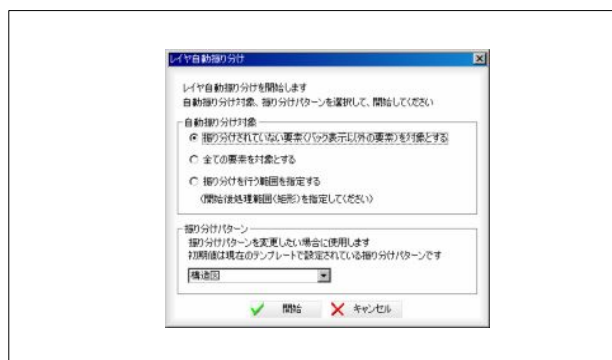 レイヤ自動振り分け
レイヤ自動振り分けを開始します
自動振り分け対象、振り分けパターンを選択して、開始してください
自動振り分け対象
振り分けされていない要素(バック表示以外の要素)を対象とする
全ての要素を対象とする
振り分けを行う範囲を指定する
(開始後処理範囲(矩形)を指定してください)
振り分けパターン
振り分けパターンを変更したい場合に使用します
初期値は現在のテンプレートで設定されている振り分けパターンです
構造図
開始 キャンセル